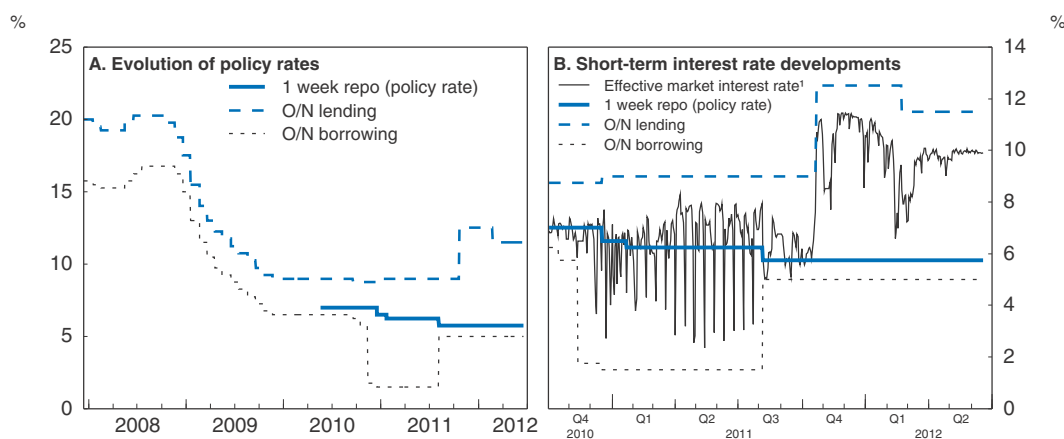 %
%
A. Evolution of policy rates
1 week repo (policy rate)
O/N lending
O/N borrowing
25
20
15
10
5
0
2008
2009
2010
2011
2012
B. Short-term interest rate developments
Effective market interest rate¹
1 week repo (policy rate)
O/N lending
O/N borrowing
14
12
10
8
6
4
2
0
Q4 Q1 Q2 Q3 Q4 Q1 Q2
2010 2011 2012